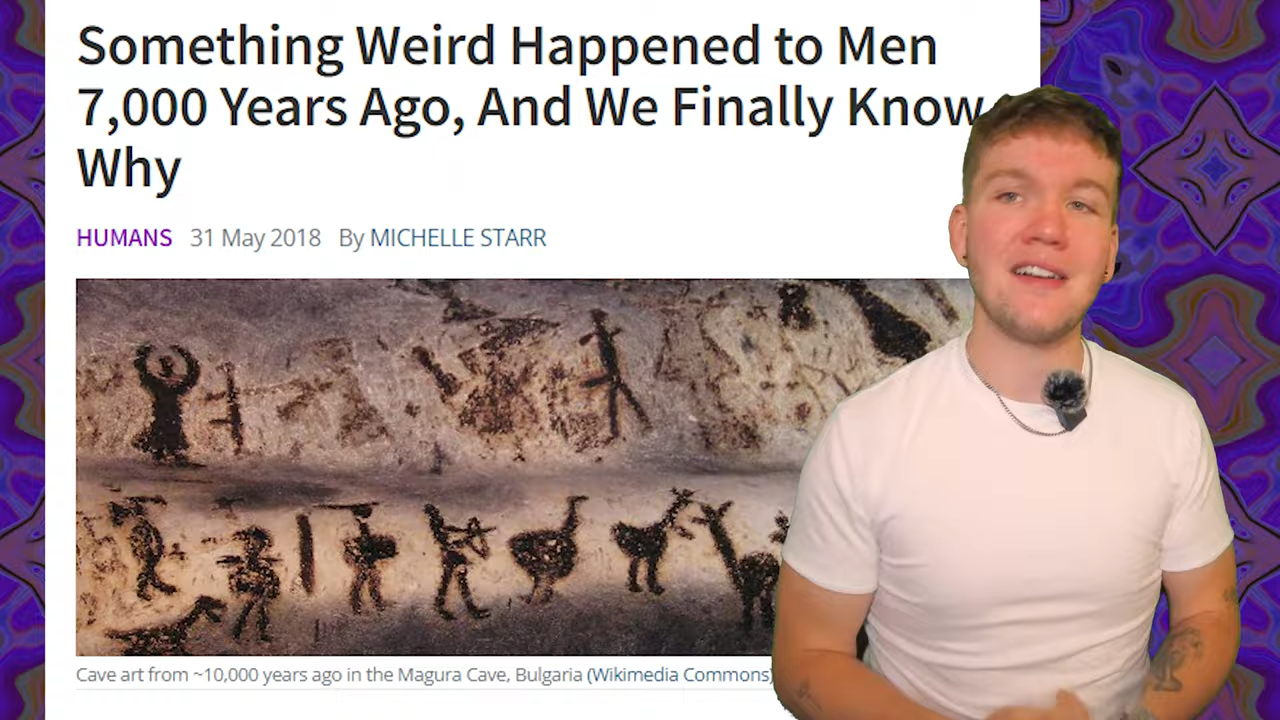 Something Weird Happened to Men
7,000 Years Ago, And We Finally Know
Why
HUMANS 31 May 2018 By MICHELLE STARR
Cave art from ~10,000 years ago in the Magura Cave, Bulgaria (Wikimedia Commons)